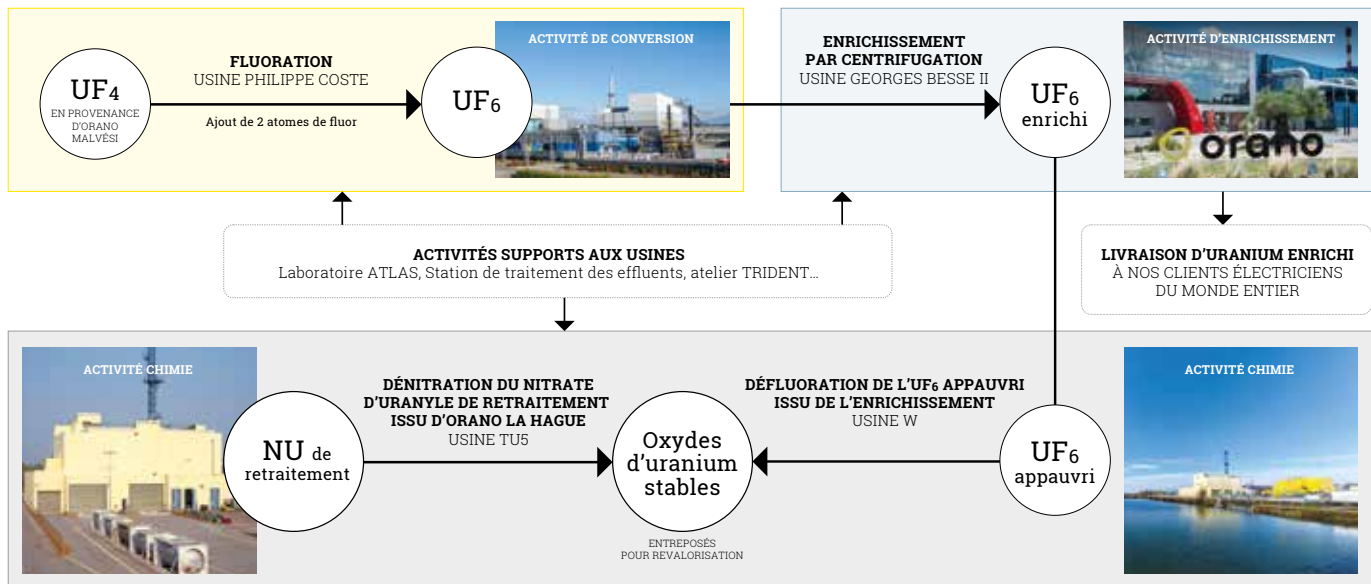 FLUORATION
USINE PHILIPPE COSTE
UF4
EN PROVENANCE
D'ORANO
MALVÉSI
Ajout de 2 atomes de fluor
UF6
ACTIVITÉ DE CONVERSION
ENRICHISSEMENT
PAR CENTRIFUGATION
USINE GEORGES BESSE II
UF6
enrichi
ACTIVITÉ D'ENRICHISSEMENT
orano
ACTIVITÉS SUPPORTS AUX USINES
Laboratoire ATLAS, Station de traitement des effluents, atelier TRIDENT...
LIVRAISON D'URANIUM ENRICHI
À NOS CLIENTS ÉLECTRICIENS
DU MONDE ENTIER
ACTIVITÉ CHIMIE
NU de
retraitement
DÉNITRATION DU NITRATE
D'URANYLE DE RETRAITEMENT
ISSU D'ORANO LA HAGUE
USINE TU5
Oxydes
d'uranium
stables
ENTREPOSÉS
POUR REVALORISATION
DÉFLUORATION DE L'UF6 APPAUVRI
ISSU DE L'ENRICHISSEMENT
USINE W
UF6
appauvri
ACTIVITÉ CHIMIE